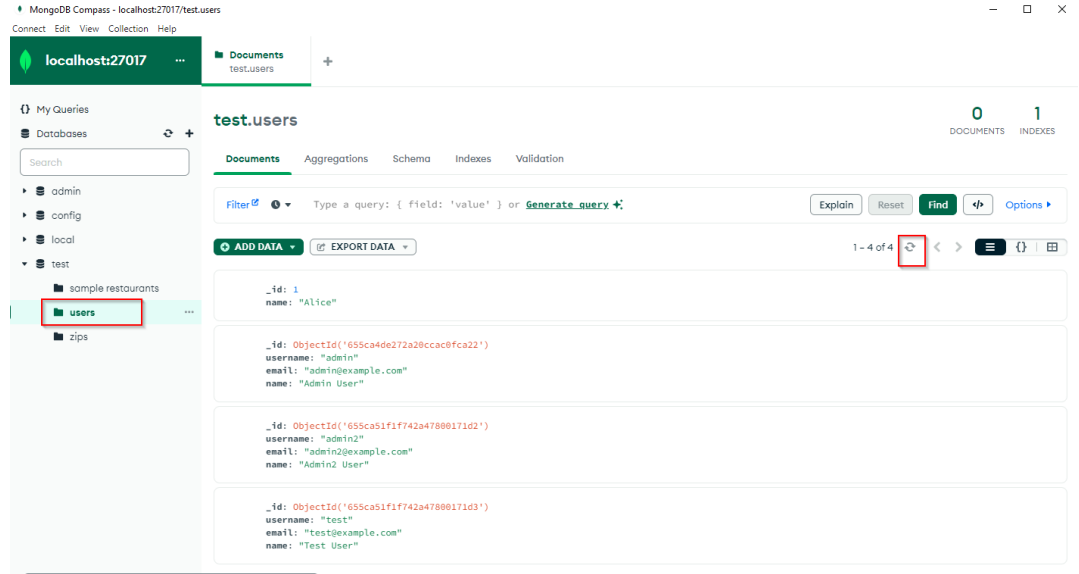 MongoDB Compass - localhost:27017/test.users
Connect Edit View Collection Help
localhost:27017 ...
Documents
test.users
+
{} My Queries
Databases
Search
admin
config
local
test
sample restaurants
users ...
zips
test.users
0
DOCUMENTS
1
INDEXES
Documents Aggregations Schema Indexes Validation
Filter Type a query: { field: 'value' } or Generate query Explain Reset Find </> Options
ADD DATA EXPORT DATA 1 – 4 of 4 {}
_id: 1
name: "Alice"
_id: ObjectId('655ca4de272a20ccac0fca22')
username: "admin"
email: "admin@example.com"
name: "Admin User"
_id: ObjectId('655ca51f1f742a47800171d2')
username: "admin2"
email: "admin2@example.com"
name: "Admin2 User"
_id: ObjectId('655ca51f1f742a47800171d3')
username: "test"
email: "test@example.com"
name: "Test User"